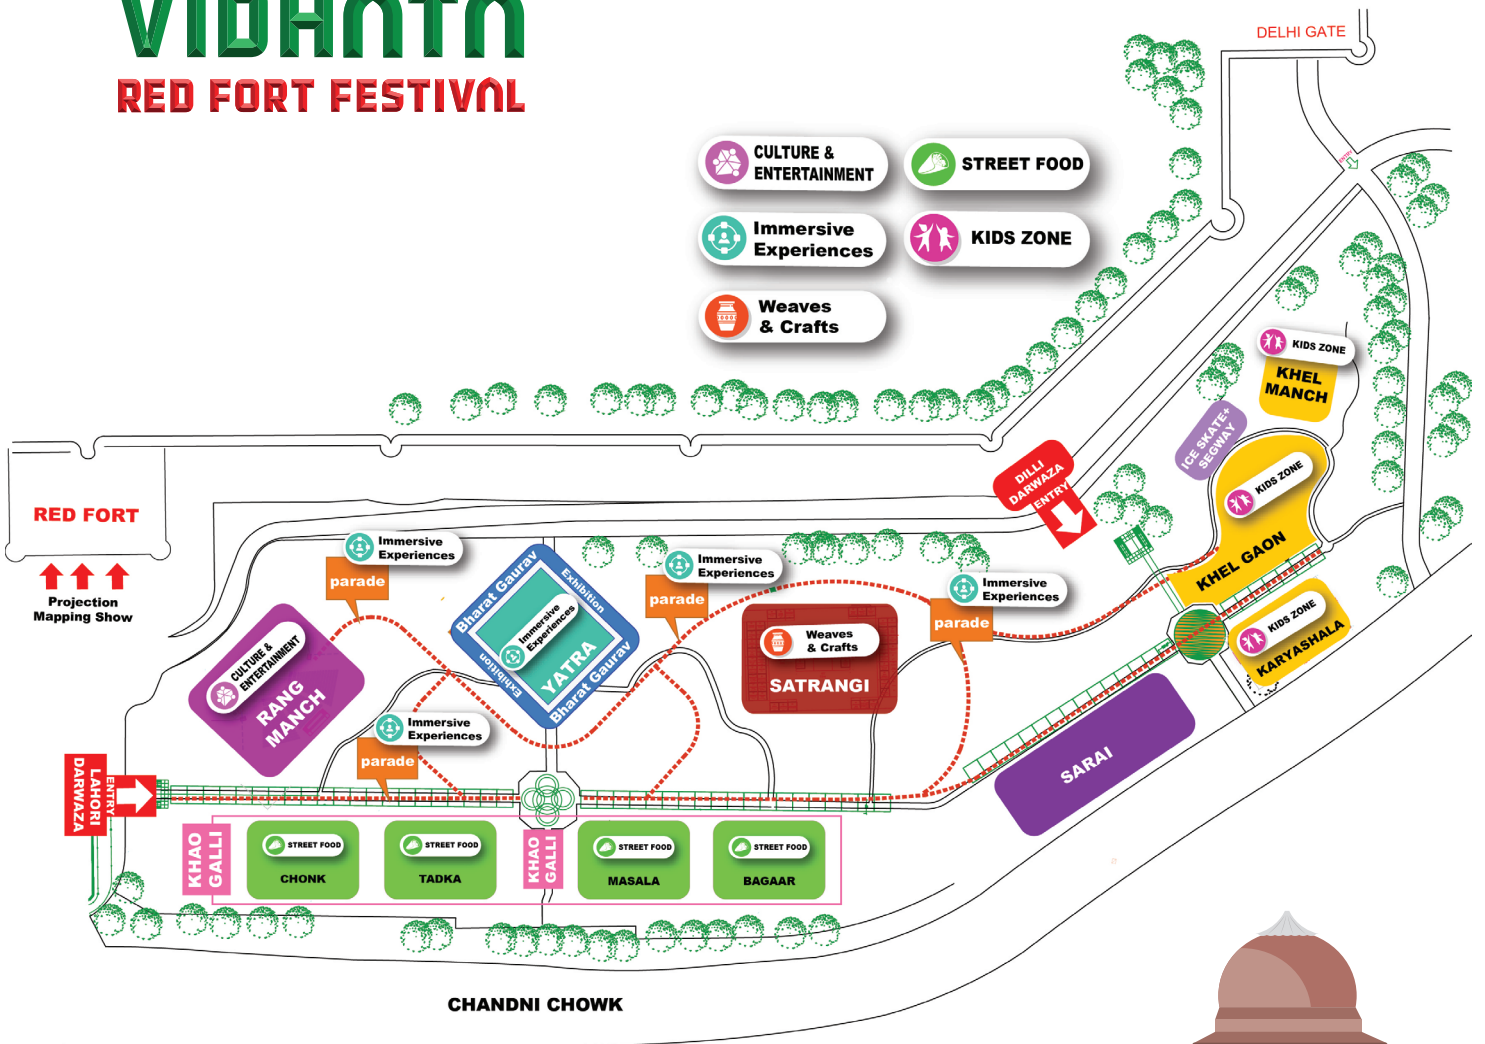 VIDHATA
RED FORT FESTIVAL
DELHI GATE
ENTRY
CULTURE &
ENTERTAINMENT
STREET FOOD
Immersive
Experiences
KIDS ZONE
Weaves
& Crafts
KIDS ZONE
KHEL
MANCH
ICE SKATE+
SEGWAY
KIDS ZONE
KHEL GAON
KIDS ZONE
KARYASHALA
DILLI
DARWAZA
ENTRY
RED FORT
Projection
Mapping Show
Immersive
Experiences
parade
Bharat Gaurav
Exhibition
Immersive
Experiences
YATRA
Exhibition
Bharat Gaurav
Immersive
Experiences
parade
Immersive
Experiences
parade
Weaves
& Crafts
SATRANGI
CULTURE &
ENTERTAINMENT
RANG
MANCH
Immersive
Experiences
parade
SARAI
LAHORI
DARWAZA
ENTRY
KHAO
GALLI
STREET FOOD
CHONK
STREET FOOD
TADKA
KHAO
GALLI
STREET FOOD
MASALA
STREET FOOD
BAGAAR
CHANDNI CHOWK